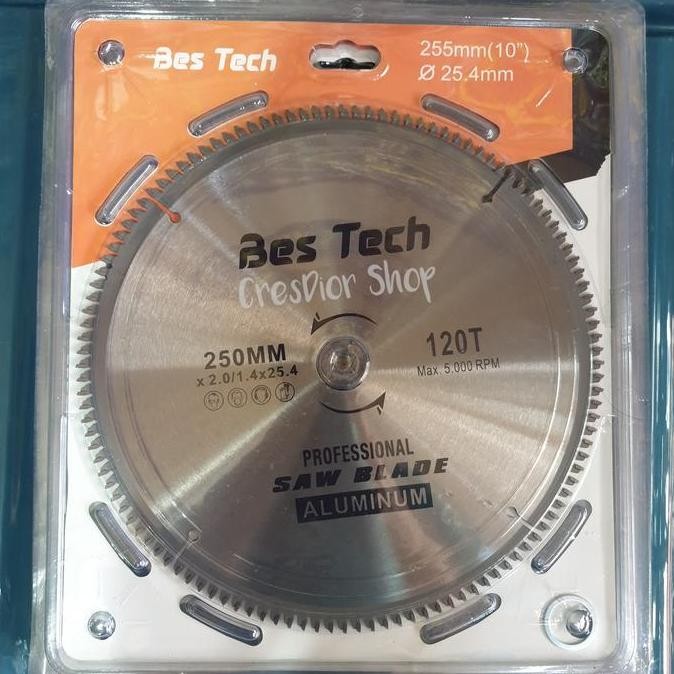 Bes Tech
255mm(10")
Ø 25.4mm
Bes Tech
CresDior Shop
250MM
x 2.0/1.4x25.4
120T
Max. 5.000 RPM
PROFESSIONAL
SAW BLADE
ALUMINUM